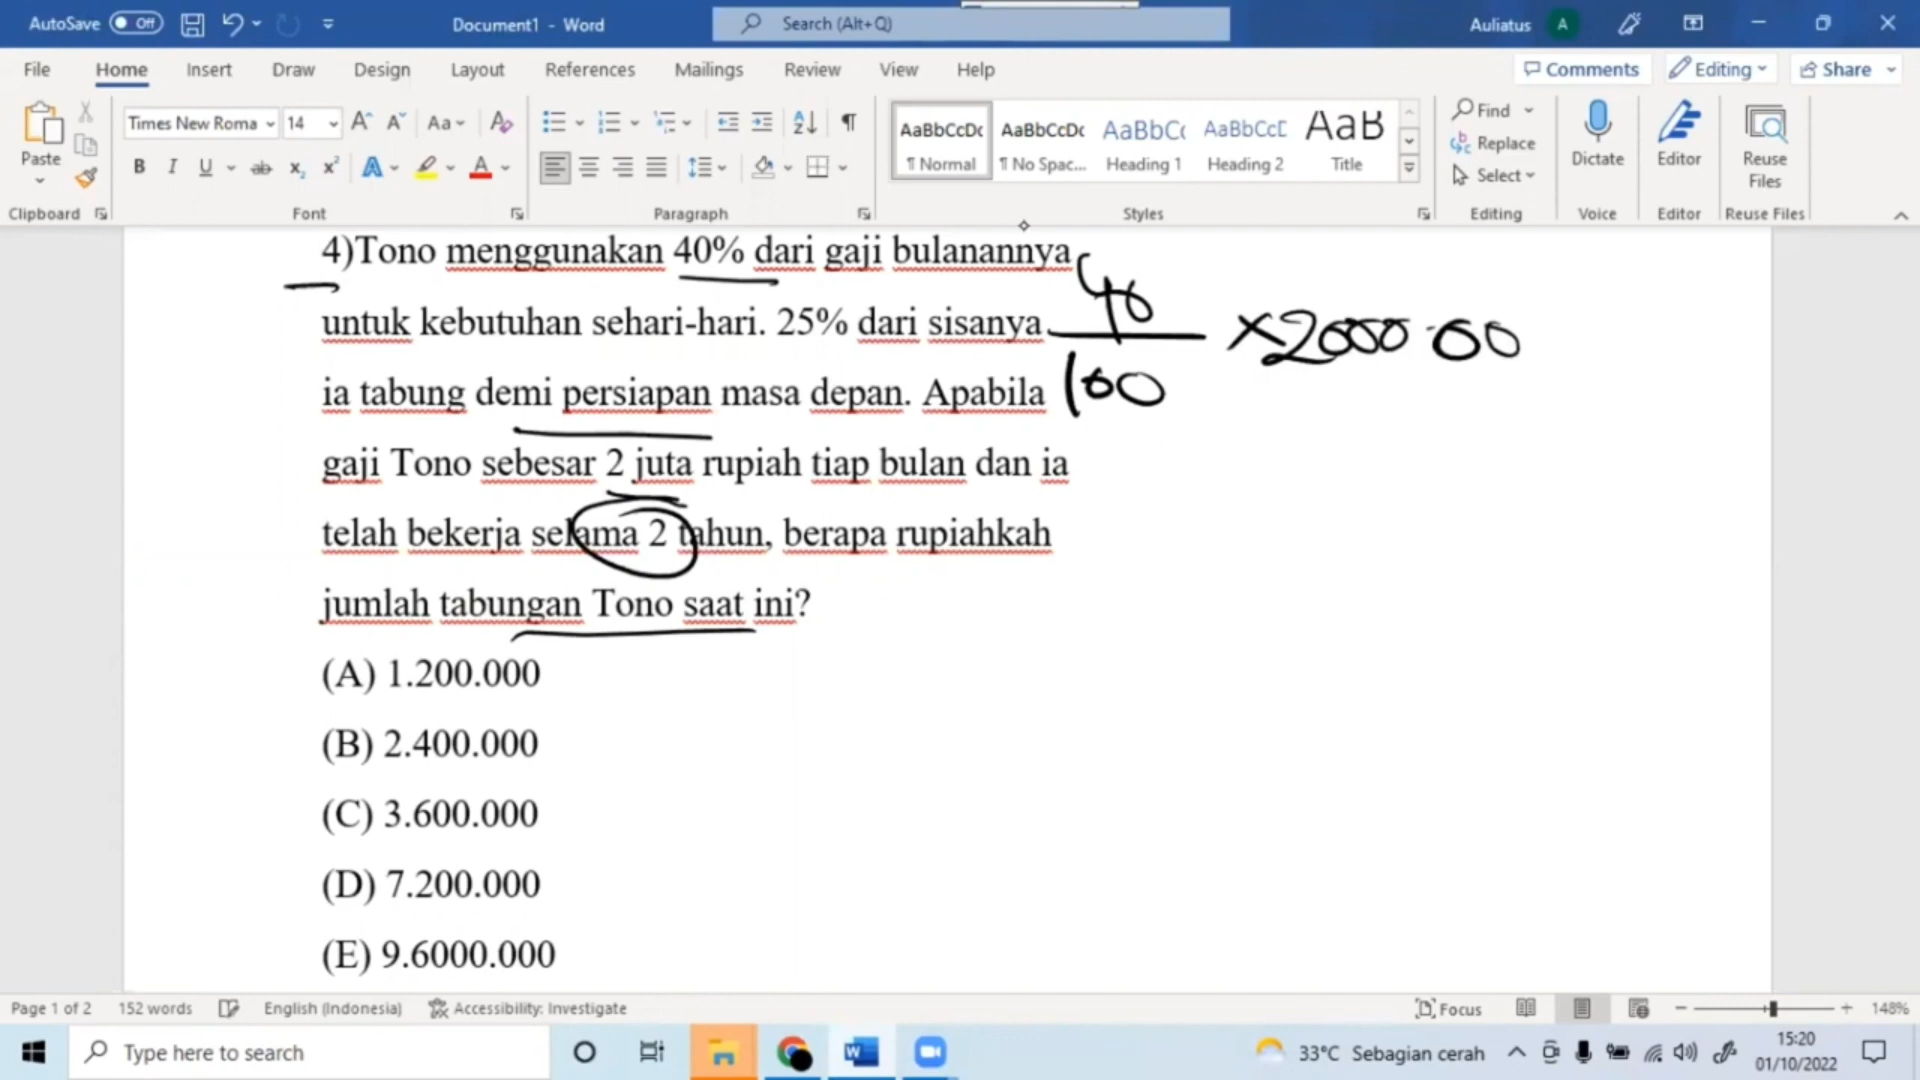 AutoSave Off Document1 - Word Search (Alt+Q) Auliatus A
File Home Insert Draw Design Layout References Mailings Review View Help Comments Editing Share
Paste Times New Roma 14 A A Aa A AaBbCcDc AaBbCcDc AaBbC( AaBbCcD AaB Find Replace Select Dictate Editor Reuse Files
B I U ab x₂ x² A A ¶ Normal ¶ No Spac... Heading 1 Heading 2 Title
Clipboard Font Paragraph Styles Editing Voice Editor Reuse Files
4)Tono menggunakan 40% dari gaji bulanannya
untuk kebutuhan sehari-hari. 25% dari sisanya
ia tabung demi persiapan masa depan. Apabila
gaji Tono sebesar 2 juta rupiah tiap bulan dan ia
telah bekerja selama 2 tahun, berapa rupiahkah
jumlah tabungan Tono saat ini?
(A) 1.200.000
(B) 2.400.000
(C) 3.600.000
(D) 7.200.000
(E) 9.6000.000
40
100
×2000.00
Page 1 of 2 152 words English (Indonesia) Accessibility: Investigate Focus 148%
Type here to search 33°C Sebagian cerah 15:20
01/10/2022